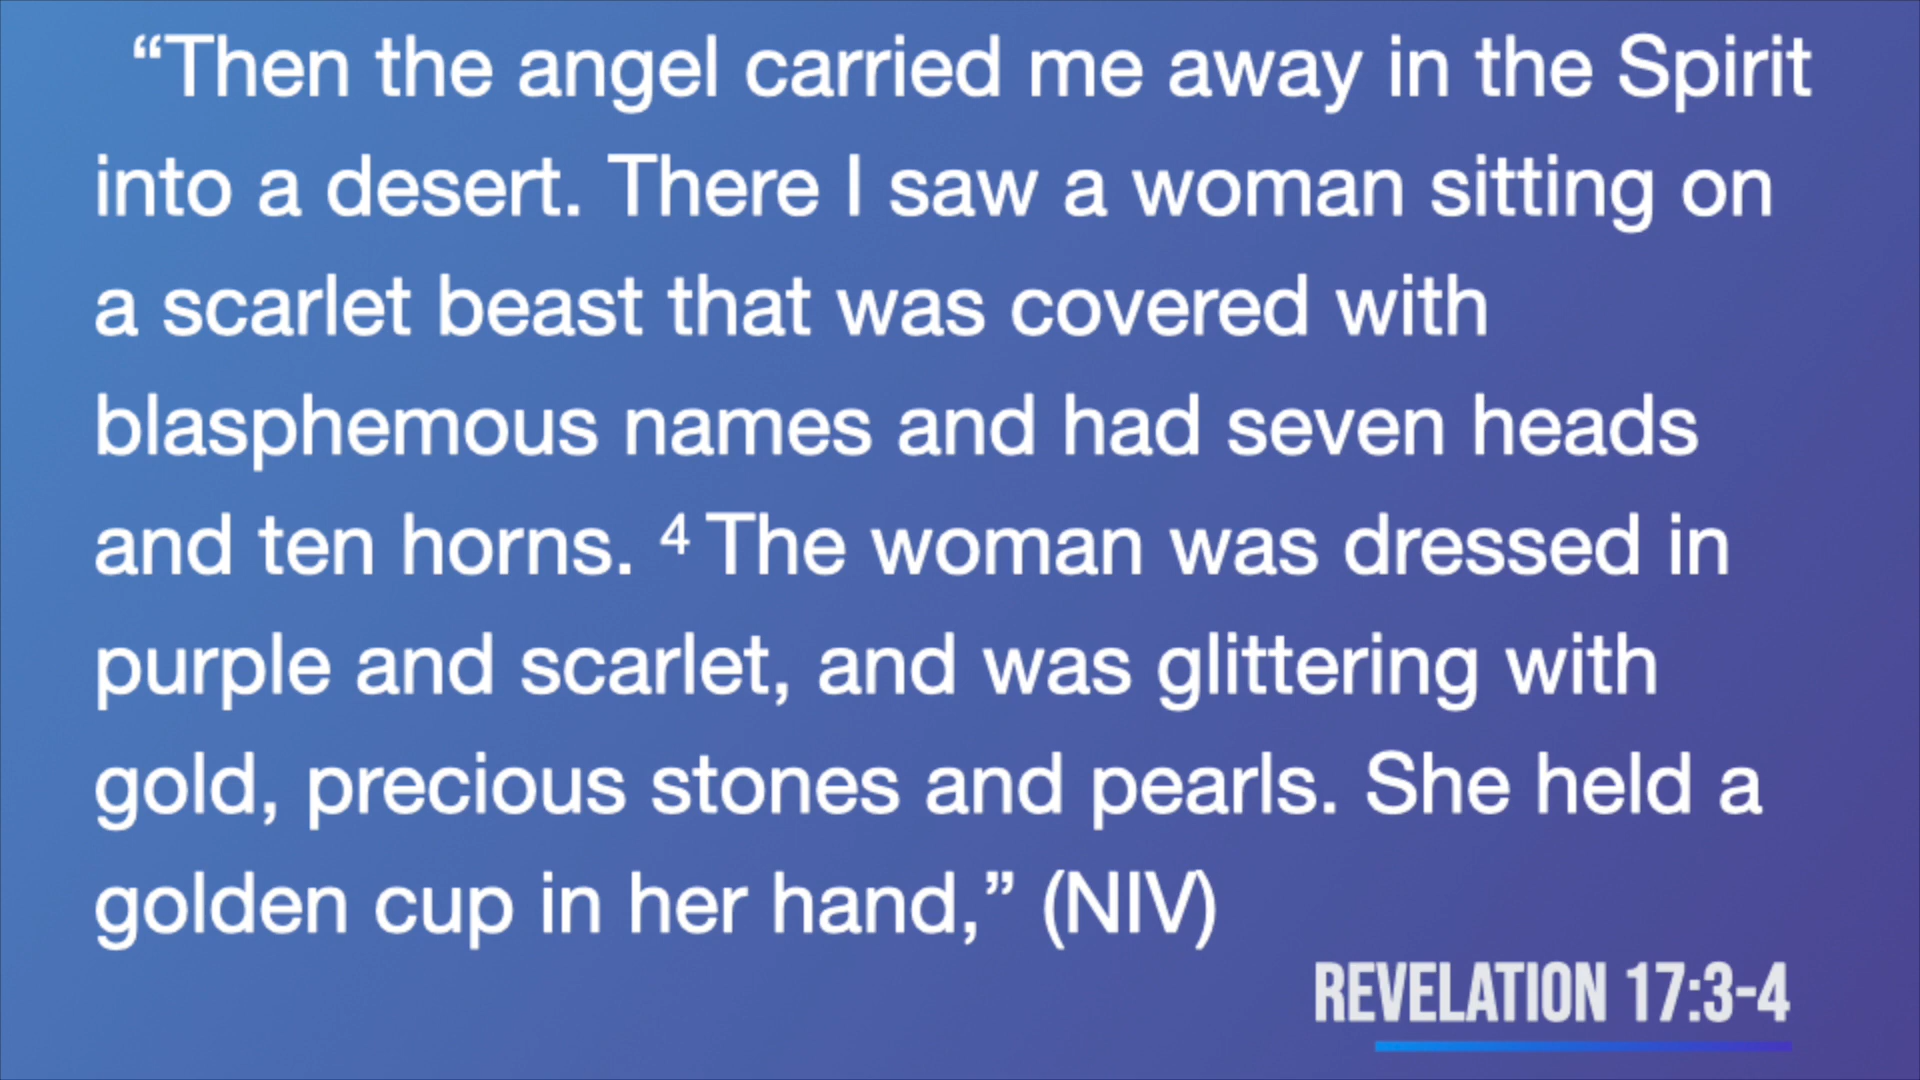 “Then the angel carried me away in the Spirit
into a desert. There I saw a woman sitting on
a scarlet beast that was covered with
blasphemous names and had seven heads
and ten horns. ⁴ The woman was dressed in
purple and scarlet, and was glittering with
gold, precious stones and pearls. She held a
golden cup in her hand,” (NIV)
REVELATION 17:3-4